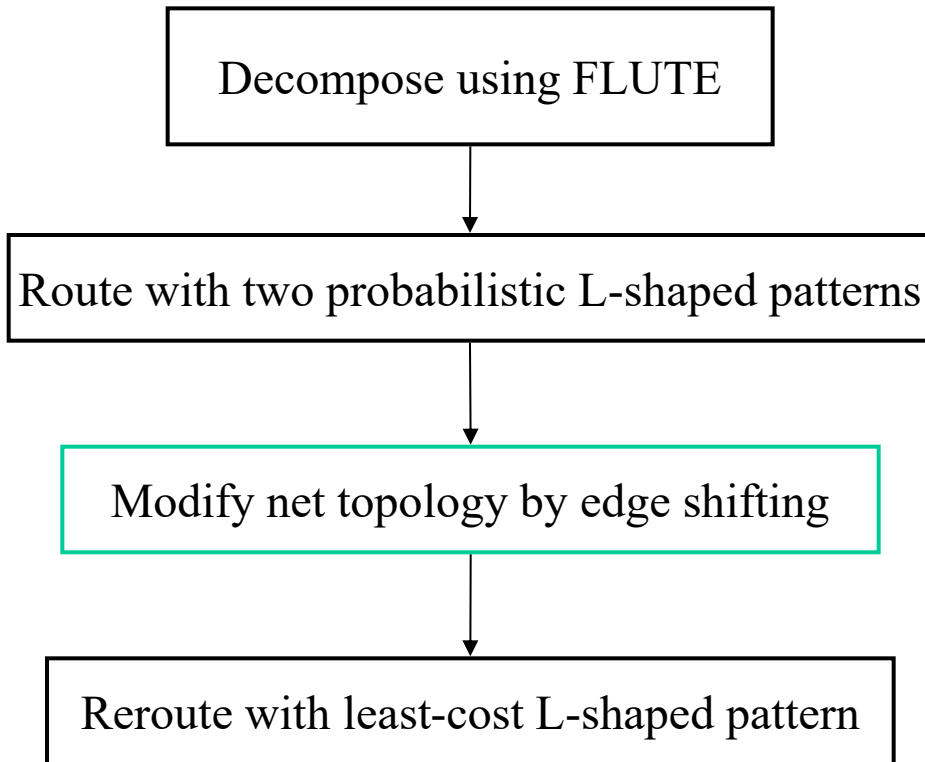 Decompose using FLUTE
Route with two probabilistic L-shaped patterns
Modify net topology by edge shifting
Reroute with least-cost L-shaped pattern